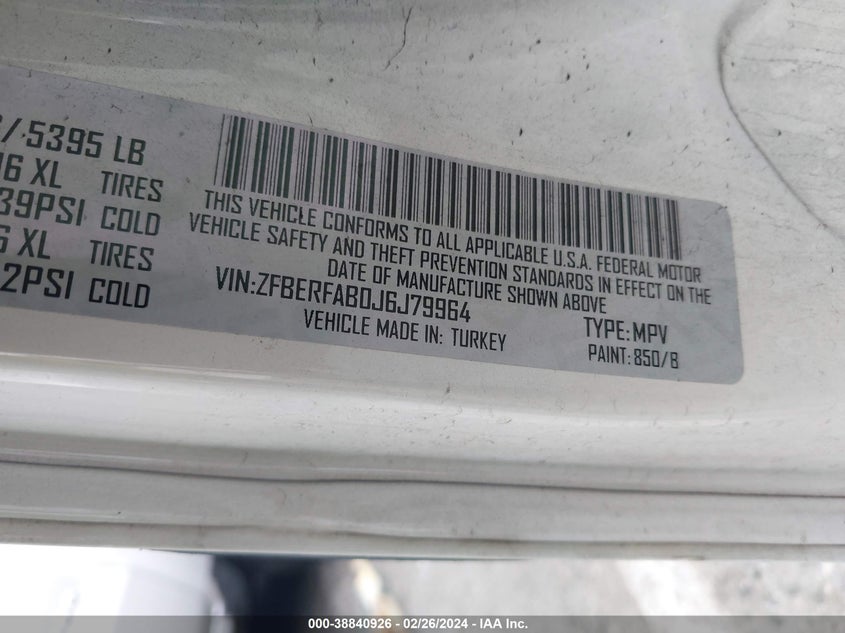 / 5395 LB
16 XL TIRES
39PSI COLD
6 XL TIRES
2PSI COLD
THIS VEHICLE CONFORMS TO ALL APPLICABLE U.S.A. FEDERAL MOTOR
VEHICLE SAFETY AND THEFT PREVENTION STANDARDS IN EFFECT ON THE
DATE OF MANUFACTURE SHOWN ABOVE
VIN:ZFBERFAB0J6J79964
TYPE:MPV
VEHICLE MADE IN: TURKEY
PAINT:850/B
000-38840926 - 02/26/2024 - IAA Inc.